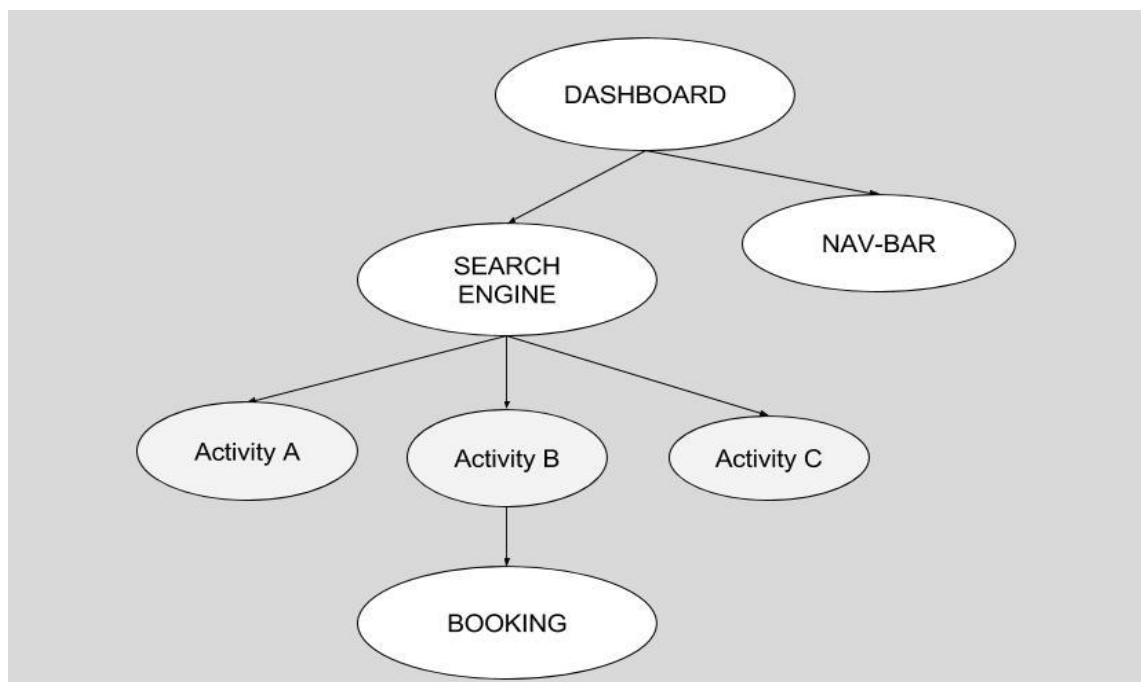 DASHBOARD
NAV-BAR
SEARCH
ENGINE
Activity A
Activity B
Activity C
BOOKING